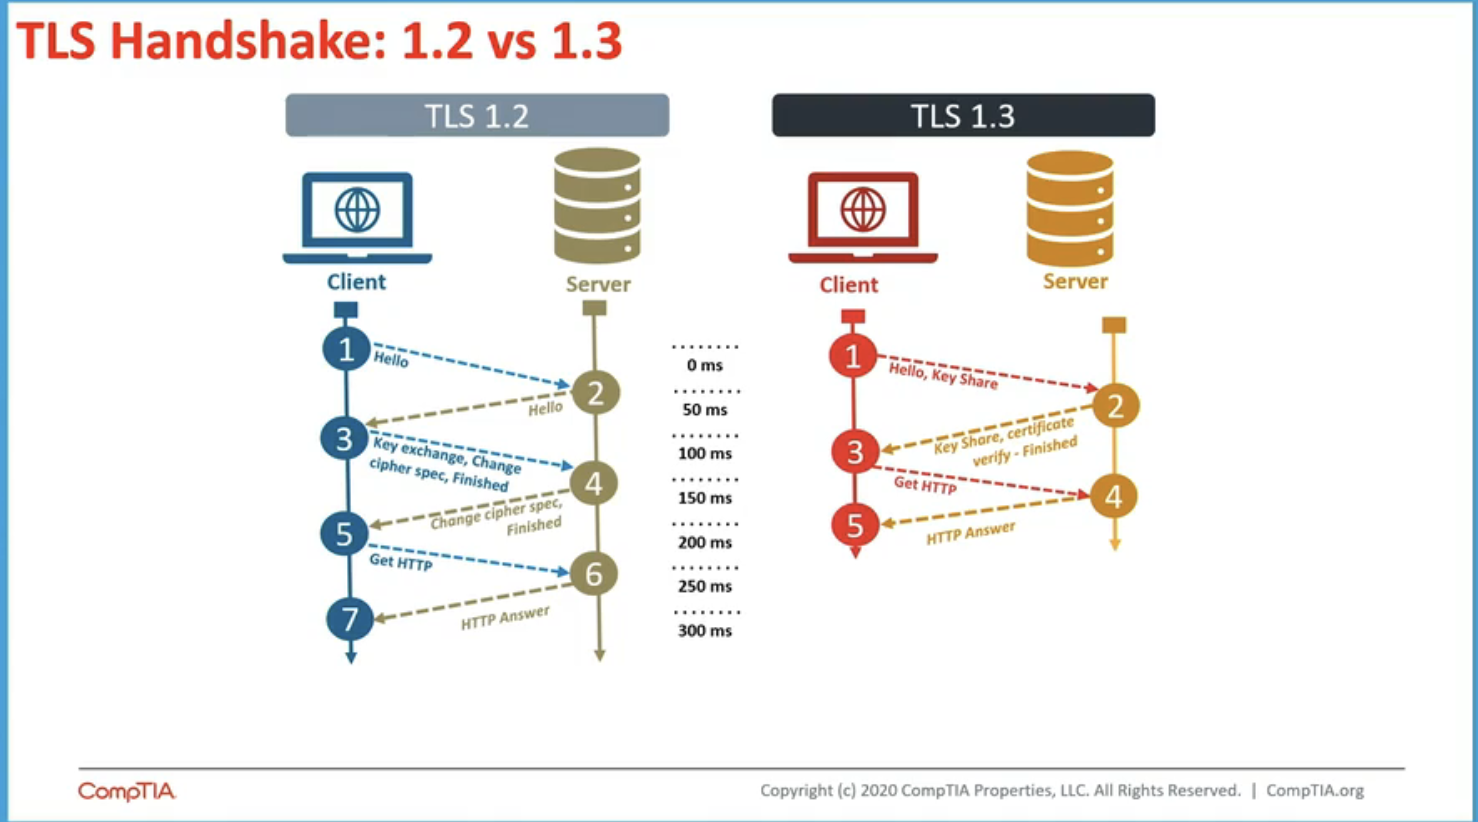 TLS Handshake: 1.2 vs 1.3
TLS 1.2
Client
Server
1
Hello
2
Hello
3
Key exchange, Change
cipher spec, Finished
4
Change cipher spec,
Finished
5
Get HTTP
6
HTTP Answer
7
0 ms
50 ms
100 ms
150 ms
200 ms
250 ms
300 ms
TLS 1.3
Client
Server
1
Hello, Key Share
2
Key Share, certificate
verify - Finished
3
Get HTTP
4
HTTP Answer
5
CompTIA
Copyright (c) 2020 CompTIA Properties, LLC. All Rights Reserved. | CompTIA.org